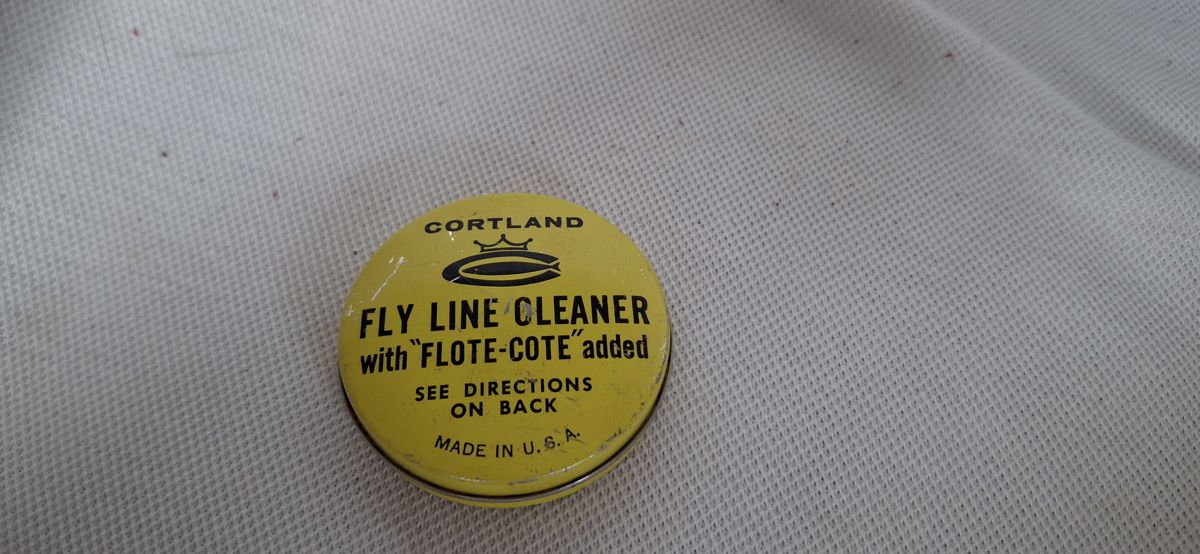 CORTLAND
FLY LINE CLEANER
with "FLOTE-COTE" added
SEE DIRECTIONS
ON BACK
MADE IN U.S.A.